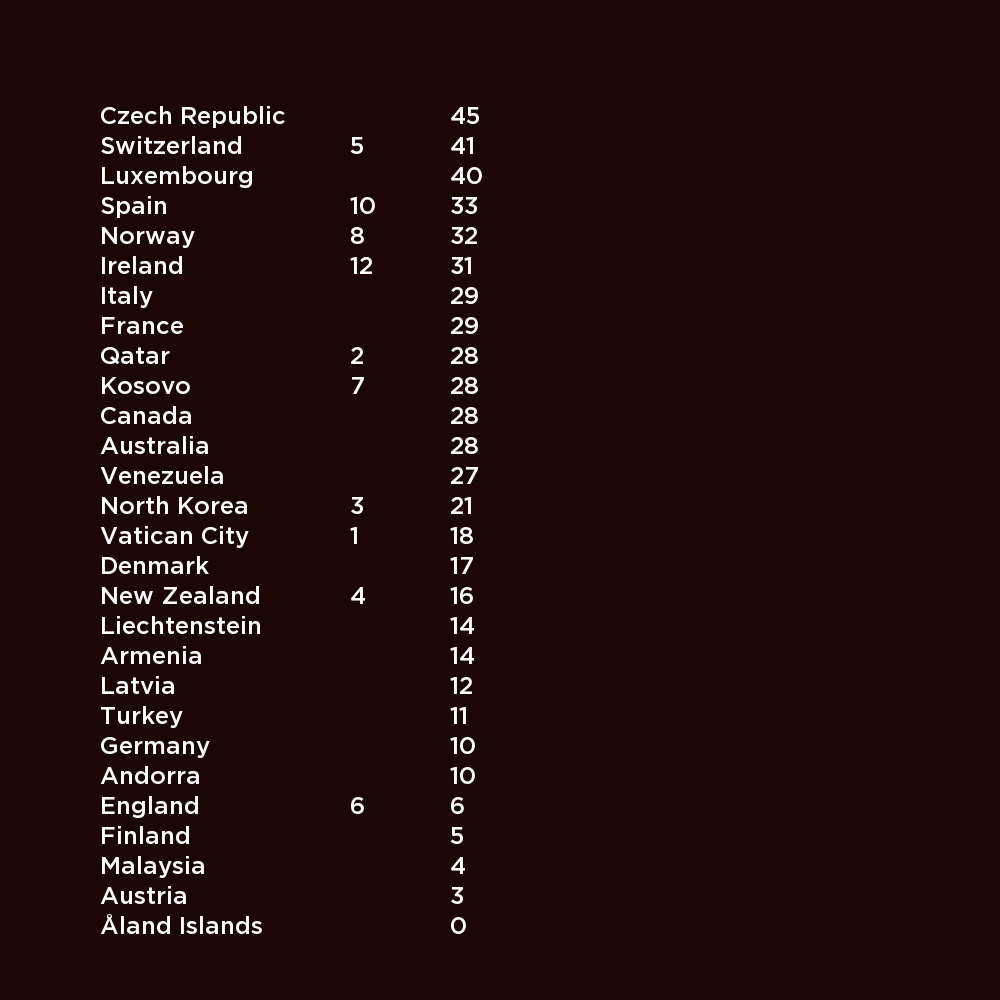 Czech Republic 45
Switzerland 5 41
Luxembourg 40
Spain 10 33
Norway 8 32
Ireland 12 31
Italy 29
France 29
Qatar 2 28
Kosovo 7 28
Canada 28
Australia 28
Venezuela 27
North Korea 3 21
Vatican City 1 18
Denmark 17
New Zealand 4 16
Liechtenstein 14
Armenia 14
Latvia 12
Turkey 11
Germany 10
Andorra 10
England 6 6
Finland 5
Malaysia 4
Austria 3
Åland Islands 0